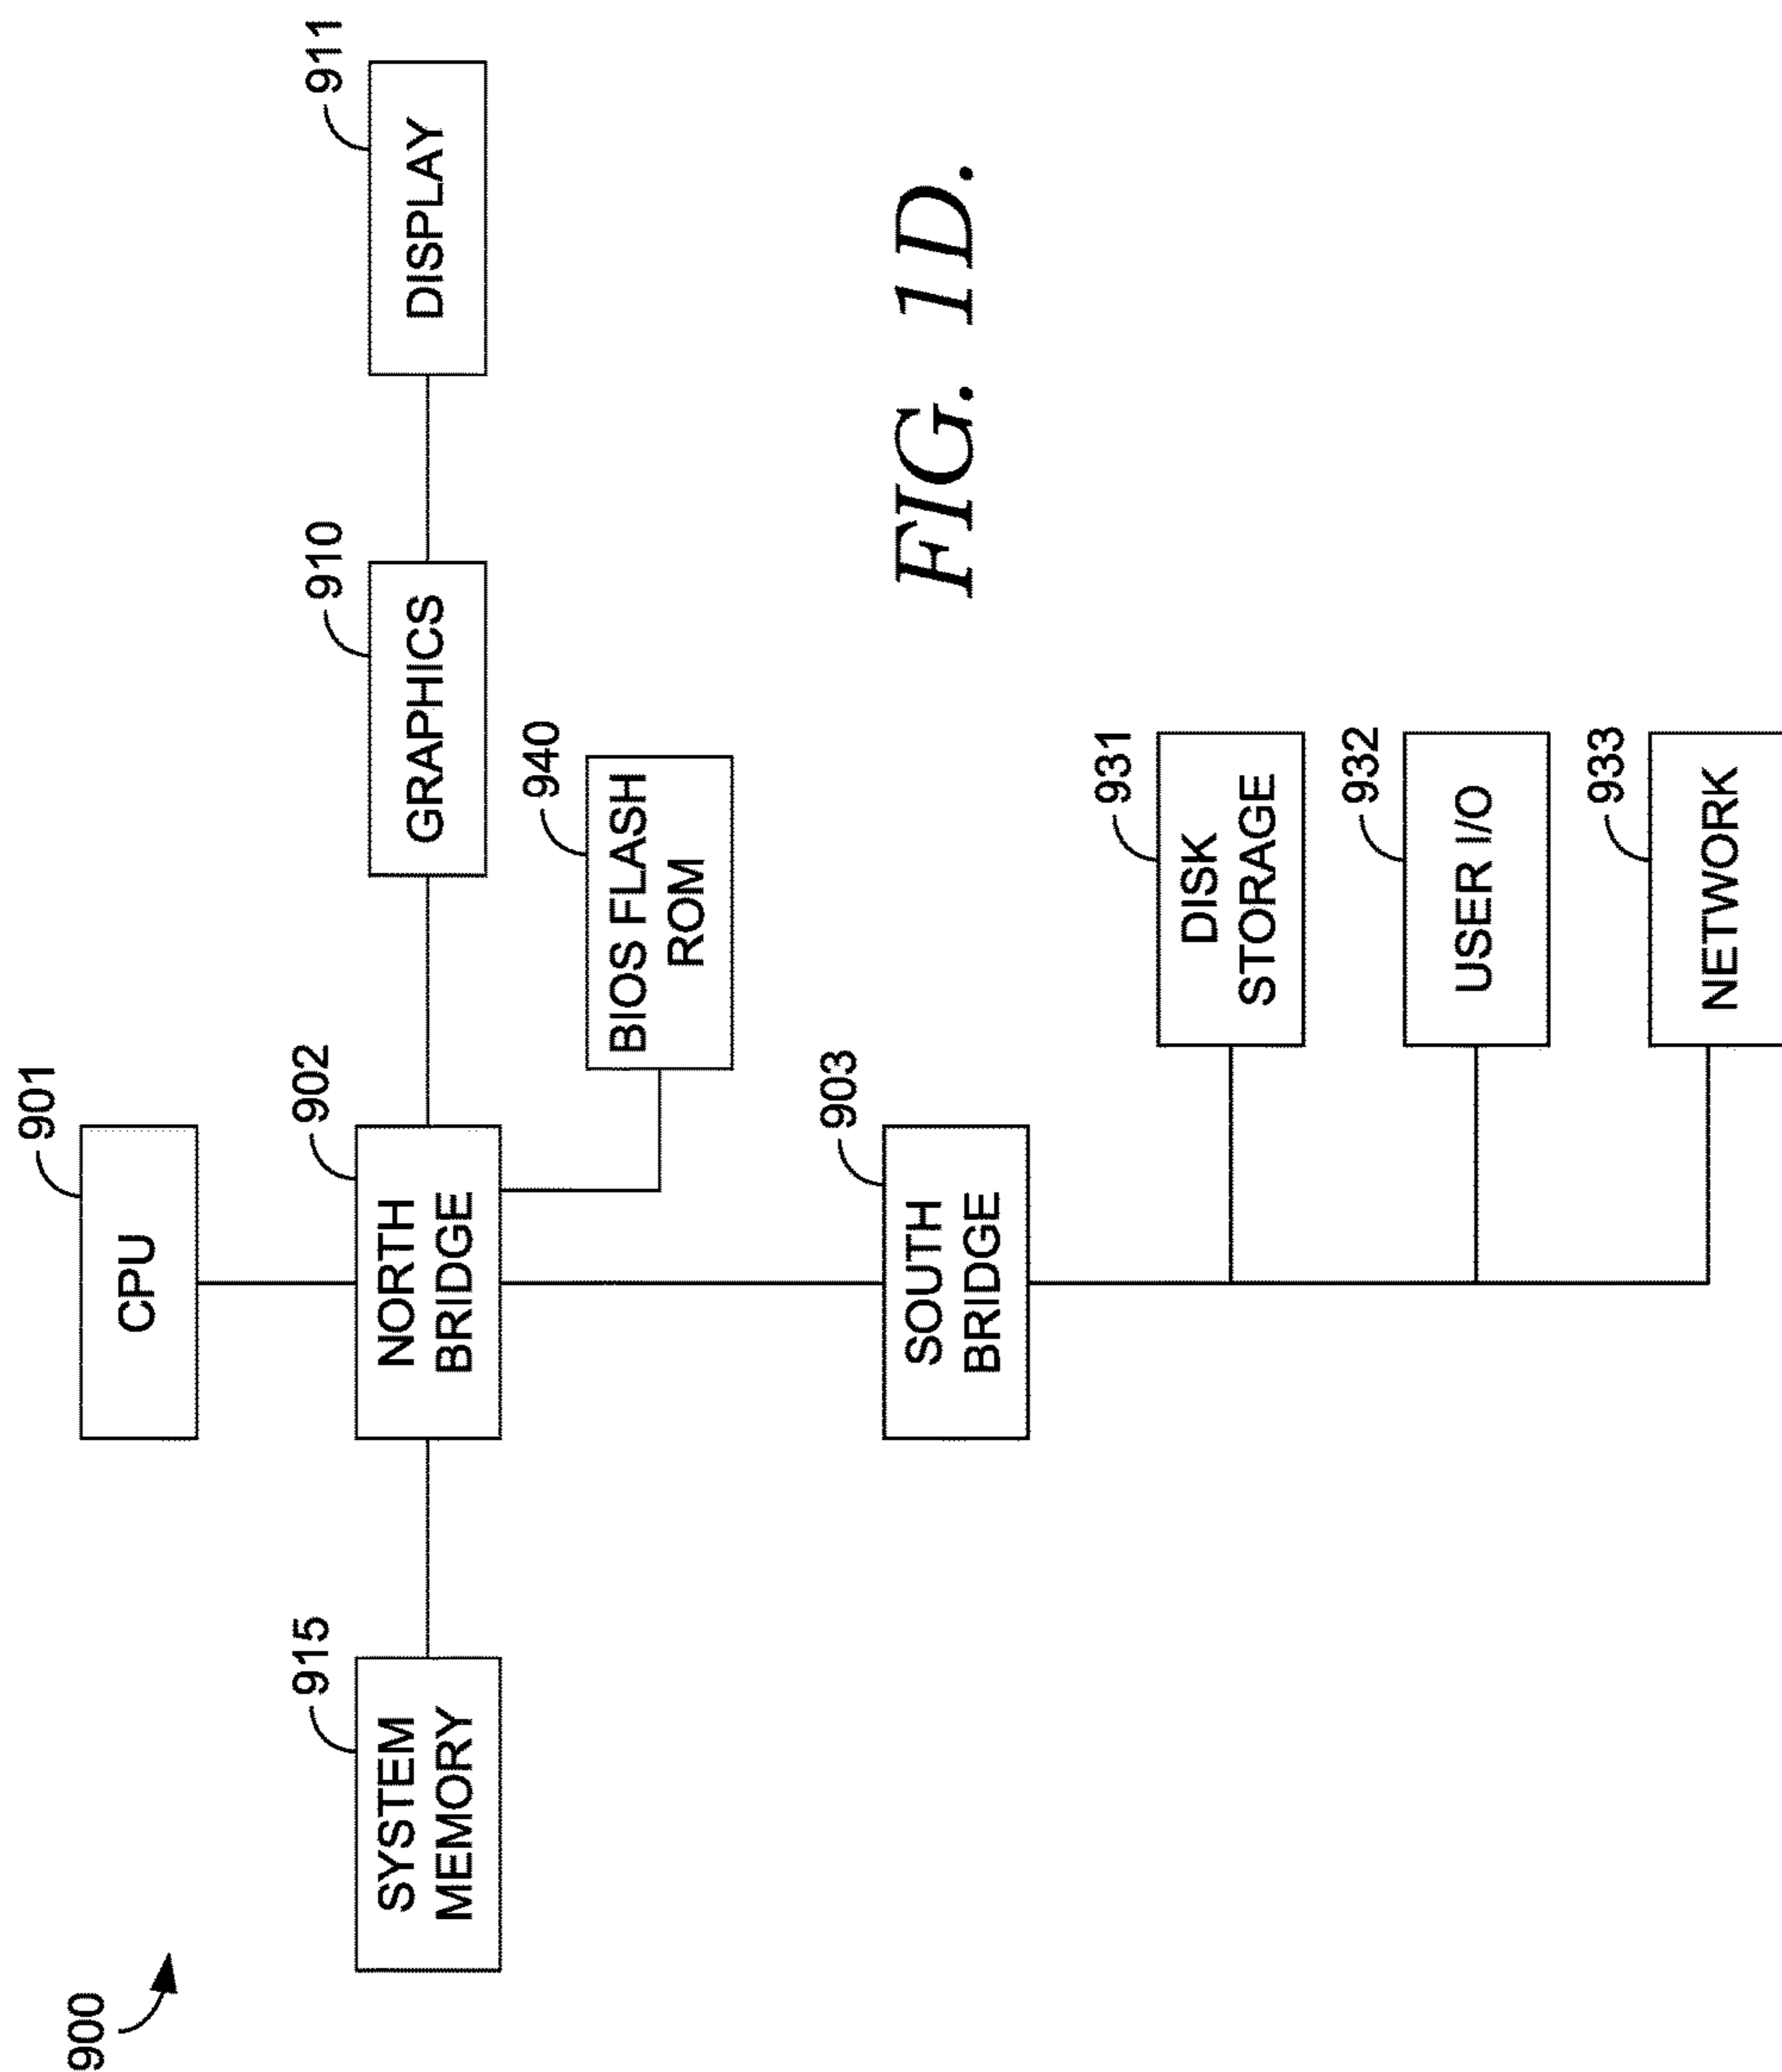 900
901
CPU
915
SYSTEM
MEMORY
902
NORTH
BRIDGE
910
GRAPHICS
911
DISPLAY
940
BIOS FLASH
ROM
903
SOUTH
BRIDGE
931
DISK
STORAGE
932
USER I/O
933
NETWORK
FIG. 1D.